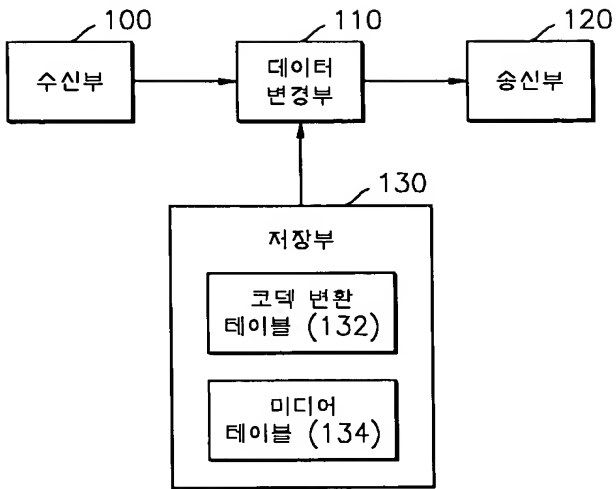 100
110
120
수신부
데이터
변경부
송신부
130
저장부
코덱 변환
테이블 (132)
미디어
테이블 (134)